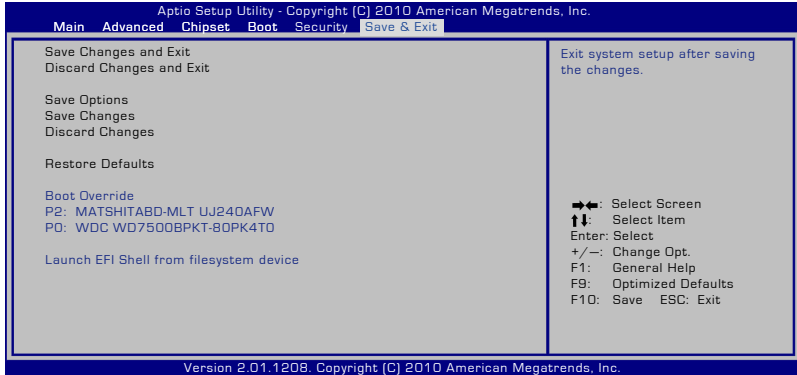 Aptio Setup Utility - Copyright (C) 2010 American Megatrends, Inc.
Main Advanced Chipset Boot Security Save & Exit
Save Changes and Exit
Discard Changes and Exit
Save Options
Save Changes
Discard Changes
Restore Defaults
Boot Override
P2: MATSHITABD-MLT UJ240AFW
P0: WDC WD7500BPKT-80PK4T0
Launch EFI Shell from filesystem device
Exit system setup after saving
the changes.
→←: Select Screen
↑↓: Select Item
Enter: Select
+/—: Change Opt.
F1: General Help
F9: Optimized Defaults
F10: Save ESC: Exit
Version 2.01.1208. Copyright (C) 2010 American Megatrends, Inc.